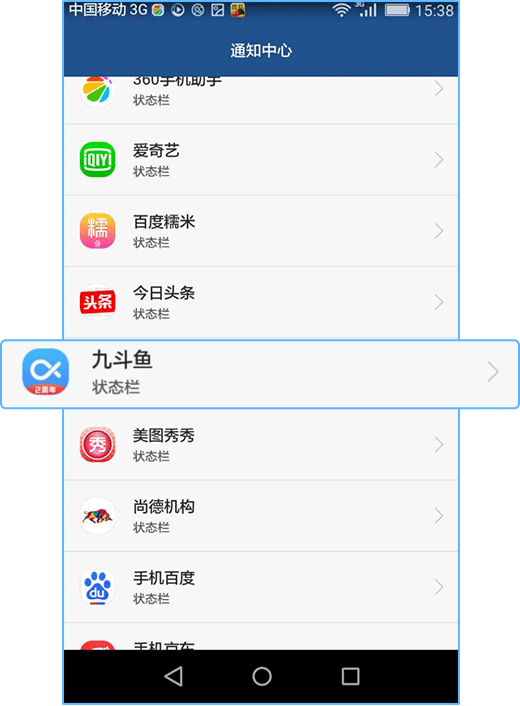 中国移动 3G
3G
15:38
通知中心
360手机助手
状态栏
爱奇艺
状态栏
iQIYI
百度糯米
状态栏
糯
今日头条
状态栏
头条
九斗鱼
状态栏
2周年
美图秀秀
状态栏
秀
尚德机构
状态栏
手机百度
状态栏
du
手机京东